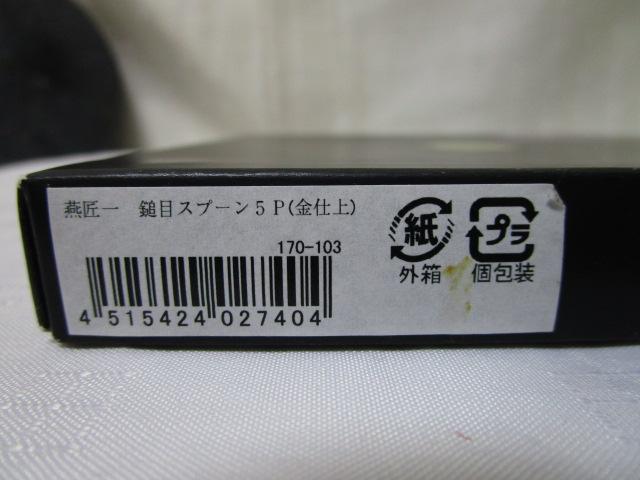 燕匠一 鎚目スプーン5P(金仕上)
170-103
4 515424 027404
紙
外箱
プラ
個包装